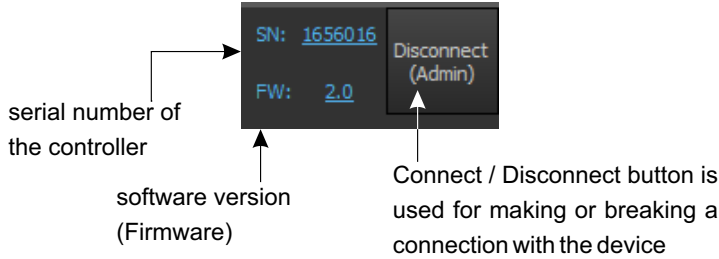 SN: 1656016
Disconnect
(Admin)
FW: 2.0
serial number of
the controller
software version
(Firmware)
Connect / Disconnect button is
used for making or breaking a
connection with the device